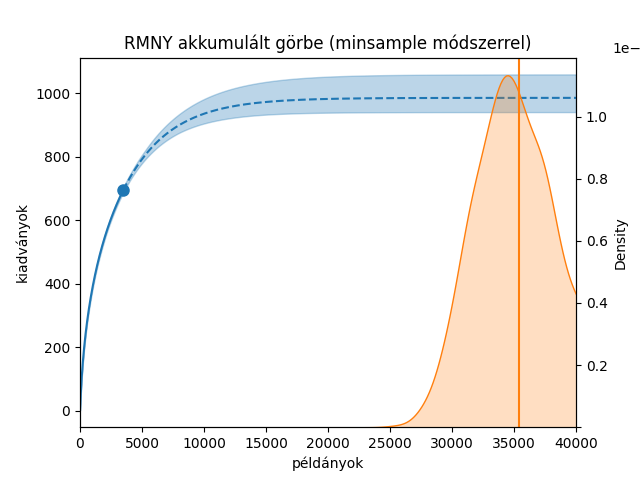 RMNY akkumulált görbe (minsample módszerrel)
1e−
1000
800
600
400
200
0
kiadványok
1.0
0.8
0.6
0.4
0.2
Density
0 5000 10000 15000 20000 25000 30000 35000 40000
példányok